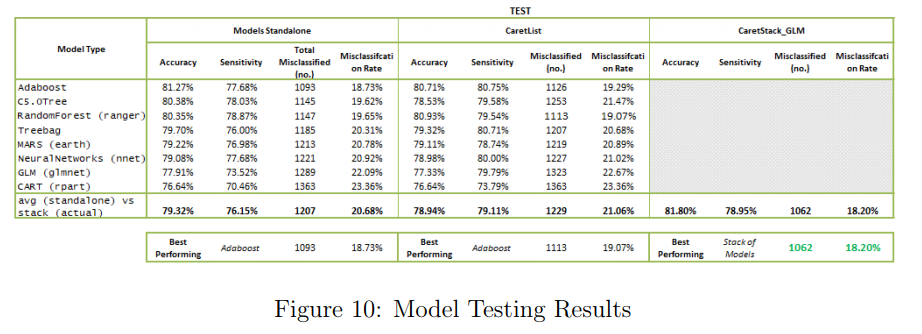 TEST
Model Type
Models Standalone
CaretList
CaretStack_GLM
Accuracy Sensitivity Total Misclassified (no.) Misclassifcati on Rate Accuracy Sensitivity Misclassified (no.) Misclassifcati on Rate Accuracy Sensitivity Misclassified (no.) Misclassifcati on Rate
Adaboost 81.27% 77.68% 1093 18.73% 80.71% 80.75% 1126 19.29%
C5.0Tree 80.38% 78.03% 1145 19.62% 78.53% 79.58% 1253 21.47%
RandomForest (ranger) 80.35% 78.87% 1147 19.65% 80.93% 79.54% 1113 19.07%
Treebag 79.70% 76.00% 1185 20.31% 79.32% 80.71% 1207 20.68%
MARS (earth) 79.22% 76.98% 1213 20.78% 79.11% 78.74% 1219 20.89%
NeuralNetworks (nnet) 79.08% 77.68% 1221 20.92% 78.98% 80.00% 1227 21.02%
GLM (glmnet) 77.91% 73.52% 1289 22.09% 77.33% 79.79% 1323 22.67%
CART (rpart) 76.64% 70.46% 1363 23.36% 76.64% 73.79% 1363 23.36%
avg (standalone) vs
stack (actual) 79.32% 76.15% 1207 20.68% 78.94% 79.11% 1229 21.06% 81.80% 78.95% 1062 18.20%
Best Performing Adaboost 1093 18.73% Best Performing Adaboost 1113 19.07% Best Performing Stack of Models 1062 18.20%
Figure 10: Model Testing Results